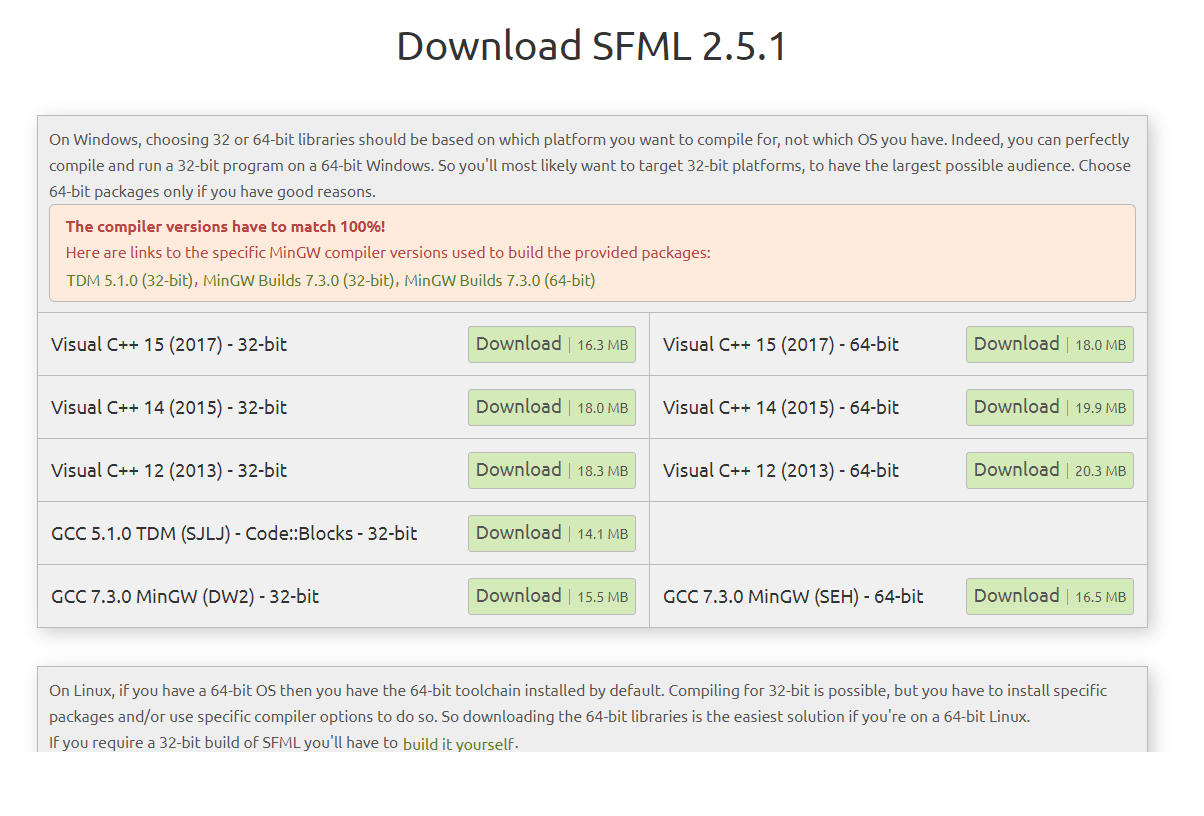 Download SFML 2.5.1
On Windows, choosing 32 or 64-bit libraries should be based on which platform you want to compile for, not which OS you have. Indeed, you can perfectly
compile and run a 32-bit program on a 64-bit Windows. So you'll most likely want to target 32-bit platforms, to have the largest possible audience. Choose
64-bit packages only if you have good reasons.
The compiler versions have to match 100%!
Here are links to the specific MinGW compiler versions used to build the provided packages:
TDM 5.1.0 (32-bit), MinGW Builds 7.3.0 (32-bit), MinGW Builds 7.3.0 (64-bit)
Visual C++ 15 (2017) - 32-bit Download | 16.3 MB Visual C++ 15 (2017) - 64-bit Download | 18.0 MB
Visual C++ 14 (2015) - 32-bit Download | 18.0 MB Visual C++ 14 (2015) - 64-bit Download | 19.9 MB
Visual C++ 12 (2013) - 32-bit Download | 18.3 MB Visual C++ 12 (2013) - 64-bit Download | 20.3 MB
GCC 5.1.0 TDM (SJLJ) - Code::Blocks - 32-bit Download | 14.1 MB
GCC 7.3.0 MinGW (DW2) - 32-bit Download | 15.5 MB GCC 7.3.0 MinGW (SEH) - 64-bit Download | 16.5 MB
On Linux, if you have a 64-bit OS then you have the 64-bit toolchain installed by default. Compiling for 32-bit is possible, but you have to install specific
packages and/or use specific compiler options to do so. So downloading the 64-bit libraries is the easiest solution if you're on a 64-bit Linux.
If you require a 32-bit build of SFML you'll have to build it yourself.